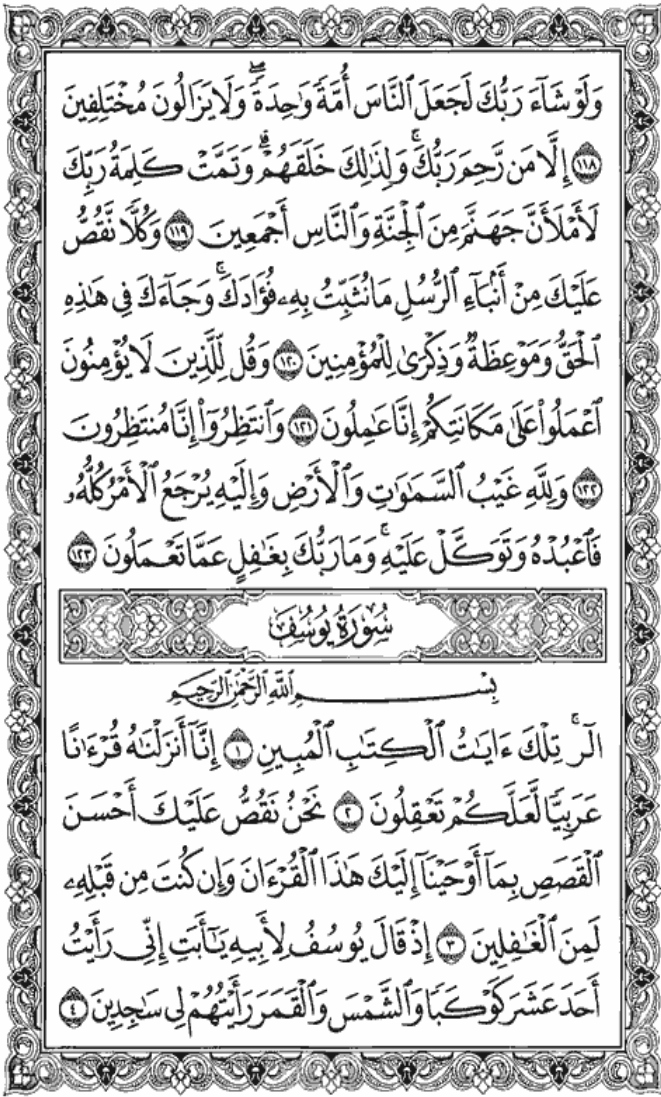 وَلَوْ شَآءَ رَبُّكَ لَجَعَلَ ٱلنَّاسَ أُمَّةً وَٰحِدَةًۖ وَلَا يَزَالُونَ مُخْتَلِفِينَ
١١٨ إِلَّا مَن رَّحِمَ رَبُّكَۚ وَلِذَٰلِكَ خَلَقَهُمْۗ وَتَمَّتْ كَلِمَةُ رَبِّكَ
لَأَمْلَأَنَّ جَهَنَّمَ مِنَ ٱلْجِنَّةِ وَٱلنَّاسِ أَجْمَعِينَ ١١٩ وَكُلًّا نَّقُصُّ
عَلَيْكَ مِنْ أَنۢبَآءِ ٱلرُّسُلِ مَا نُثَبِّتُ بِهِۦ فُؤَادَكَۚ وَجَآءَكَ فِى هَٰذِهِ
ٱلْحَقُّ وَمَوْعِظَةٌ وَذِكْرَىٰ لِلْمُؤْمِنِينَ ١٢٠ وَقُل لِّلَّذِينَ لَا يُؤْمِنُونَ
ٱعْمَلُوا۟ عَلَىٰ مَكَانَتِكُمْ إِنَّا عَٰمِلُونَ ١٢١ وَٱنتَظِرُوٓا۟ إِنَّا مُنتَظِرُونَ
١٢٢ وَلِلَّهِ غَيْبُ ٱلسَّمَٰوَٰتِ وَٱلْأَرْضِ وَإِلَيْهِ يُرْجَعُ ٱلْأَمْرُ كُلُّهُۥ
فَٱعْبُدْهُ وَتَوَكَّلْ عَلَيْهِۚ وَمَا رَبُّكَ بِغَٰفِلٍ عَمَّا تَعْمَلُونَ ١٢٣
سُورَةُ يُوسُفَ
بِسْمِ ٱللَّهِ ٱلرَّحْمَٰنِ ٱلرَّحِيمِ
الٓرۚ تِلْكَ ءَايَٰتُ ٱلْكِتَٰبِ ٱلْمُبِينِ ١ إِنَّآ أَنزَلْنَٰهُ قُرْءَٰنًا
عَرَبِيًّا لَّعَلَّكُمْ تَعْقِلُونَ ٢ نَحْنُ نَقُصُّ عَلَيْكَ أَحْسَنَ
ٱلْقَصَصِ بِمَآ أَوْحَيْنَآ إِلَيْكَ هَٰذَا ٱلْقُرْءَانَ وَإِن كُنتَ مِن قَبْلِهِۦ
لَمِنَ ٱلْغَٰفِلِينَ ٣ إِذْ قَالَ يُوسُفُ لِأَبِيهِ يَٰٓأَبَتِ إِنِّى رَأَيْتُ
أَحَدَ عَشَرَ كَوْكَبًا وَٱلشَّمْسَ وَٱلْقَمَرَ رَأَيْتُهُمْ لِى سَٰجِدِينَ ٤